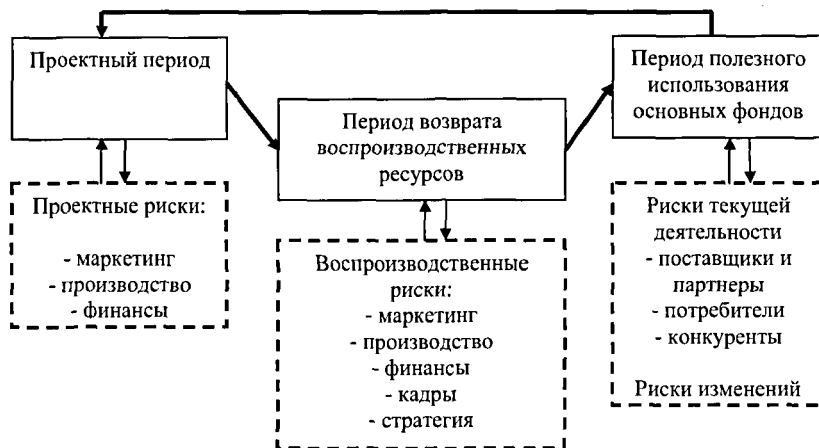 Проектный период
Период полезного
использования
основных фондов
Период возврата
воспроизводственных
ресурсов
Проектные риски:
- маркетинг
- производство
- финансы
Воспроизводственные
риски:
- маркетинг
- производство
- финансы
- кадры
- стратегия
Риски текущей
деятельности
- поставщики и
партнеры
- потребители
- конкуренты
Риски изменений